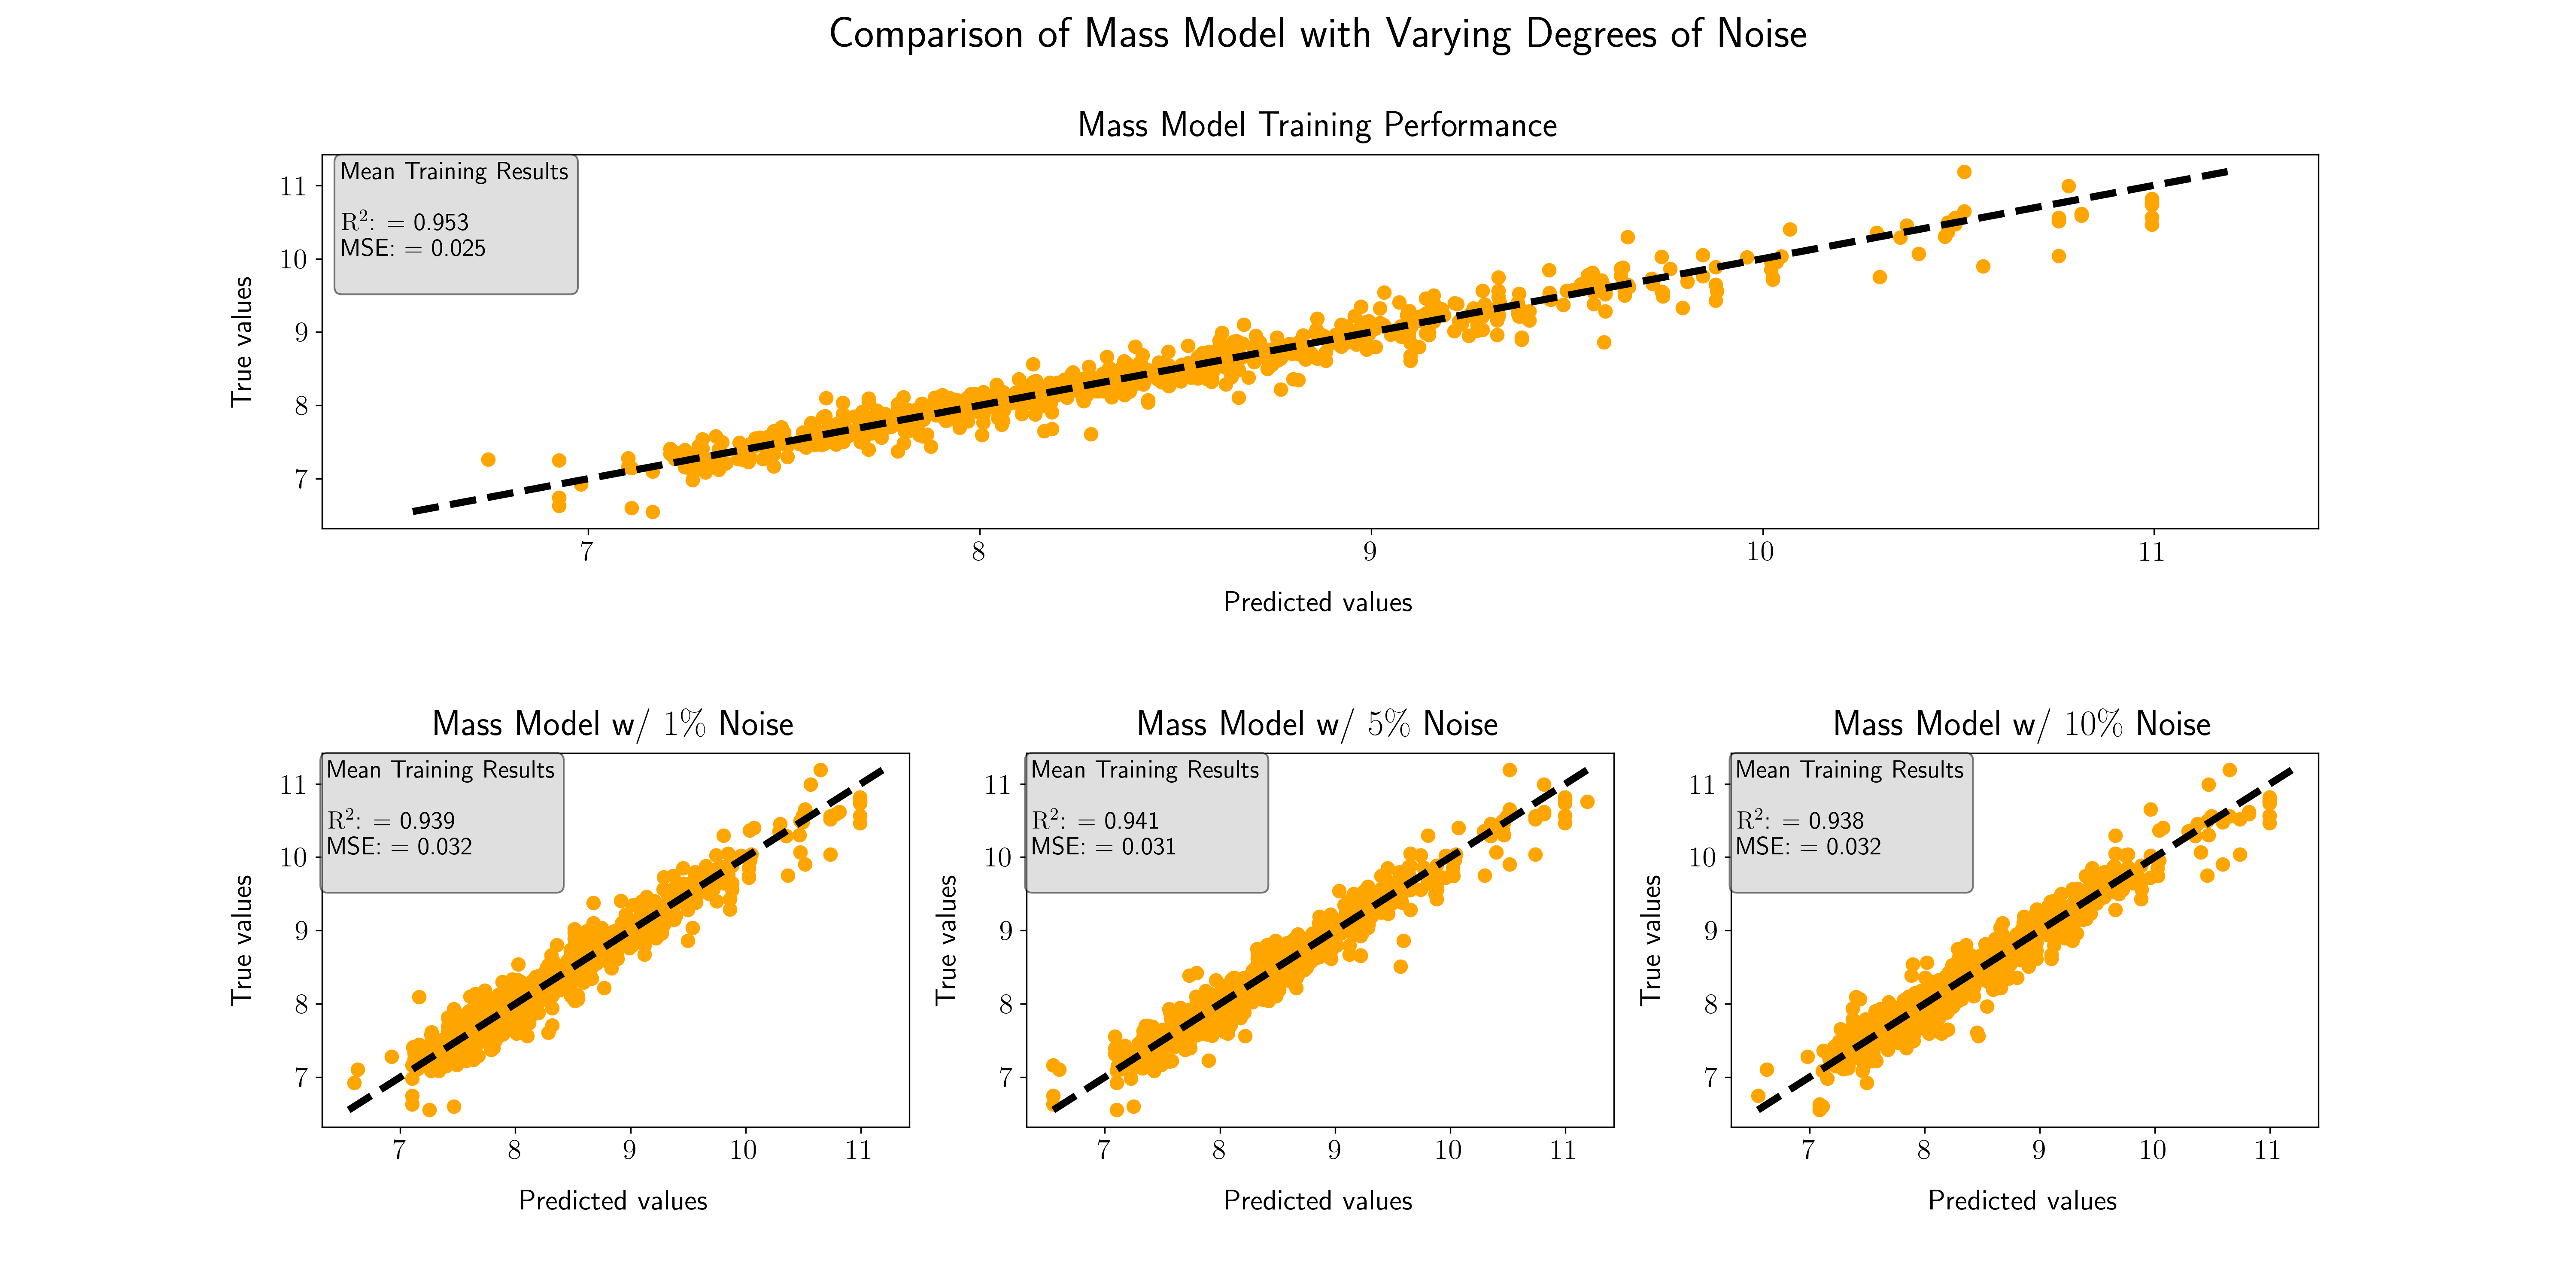 Comparison of Mass Model with Varying Degrees of Noise
Mass Model Training Performance
Mean Training Results
R²: = 0.953
MSE: = 0.025
True values
11
10
9
8
7
7 8 9 10 11
Predicted values
Mass Model w/ 1% Noise
Mean Training Results
R²: = 0.939
MSE: = 0.032
True values
11
10
9
8
7
7 8 9 10 11
Predicted values
Mass Model w/ 5% Noise
Mean Training Results
R²: = 0.941
MSE: = 0.031
True values
11
10
9
8
7
7 8 9 10 11
Predicted values
Mass Model w/ 10% Noise
Mean Training Results
R²: = 0.938
MSE: = 0.032
True values
11
10
9
8
7
7 8 9 10 11
Predicted values